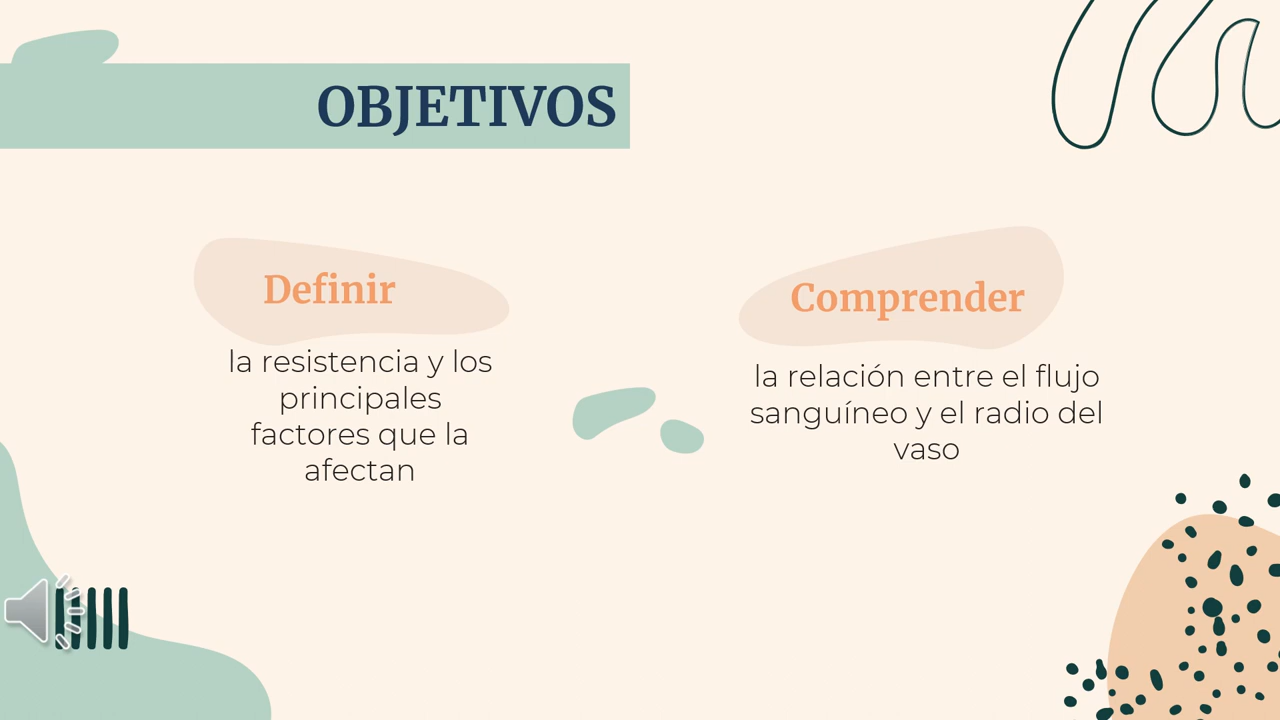 OBJETIVOS
Definir
la resistencia y los
principales
factores que la
afectan
Comprender
la relación entre el flujo
sanguíneo y el radio del
vaso